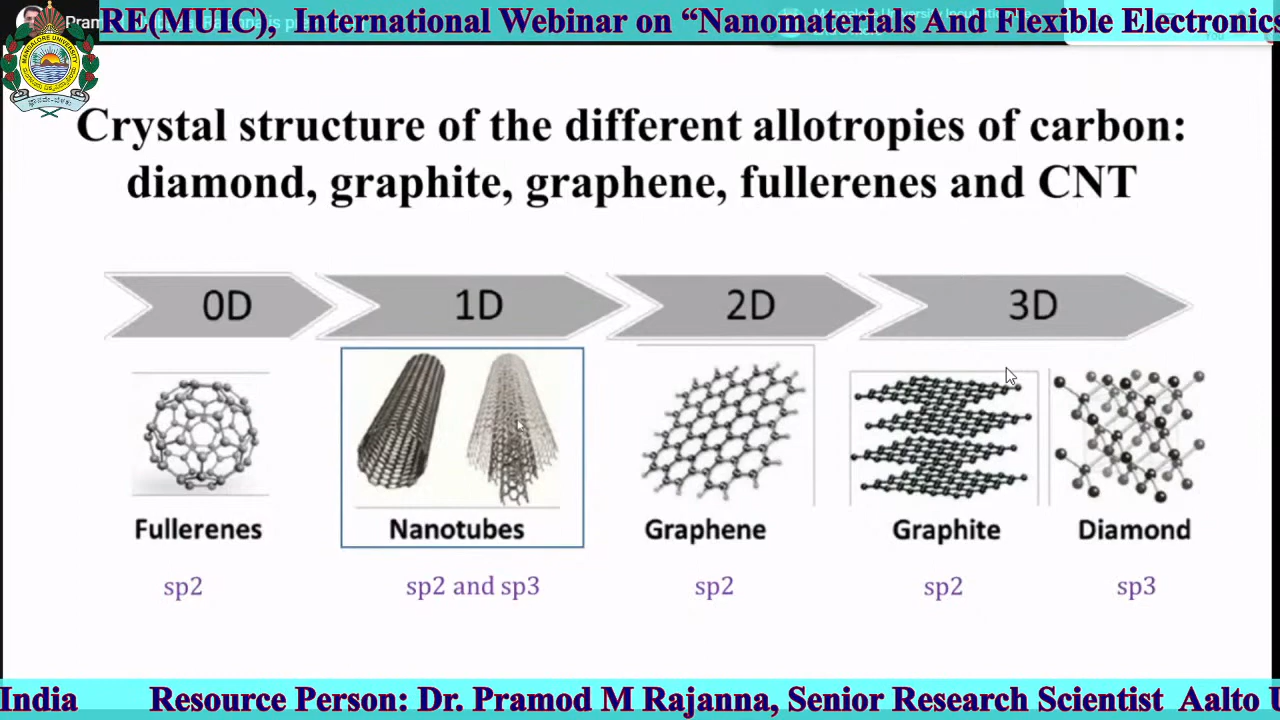 RE(MUIC), International Webinar on “Nanomaterials And Flexible Electronics
MANGALORE UNIVERSITY
Crystal structure of the different allotropies of carbon:
diamond, graphite, graphene, fullerenes and CNT
0D 1D 2D 3D
Fullerenes Nanotubes Graphene Graphite Diamond
sp2 sp2 and sp3 sp2 sp2 sp3
India Resource Person: Dr. Pramod M Rajanna, Senior Research Scientist Aalto U